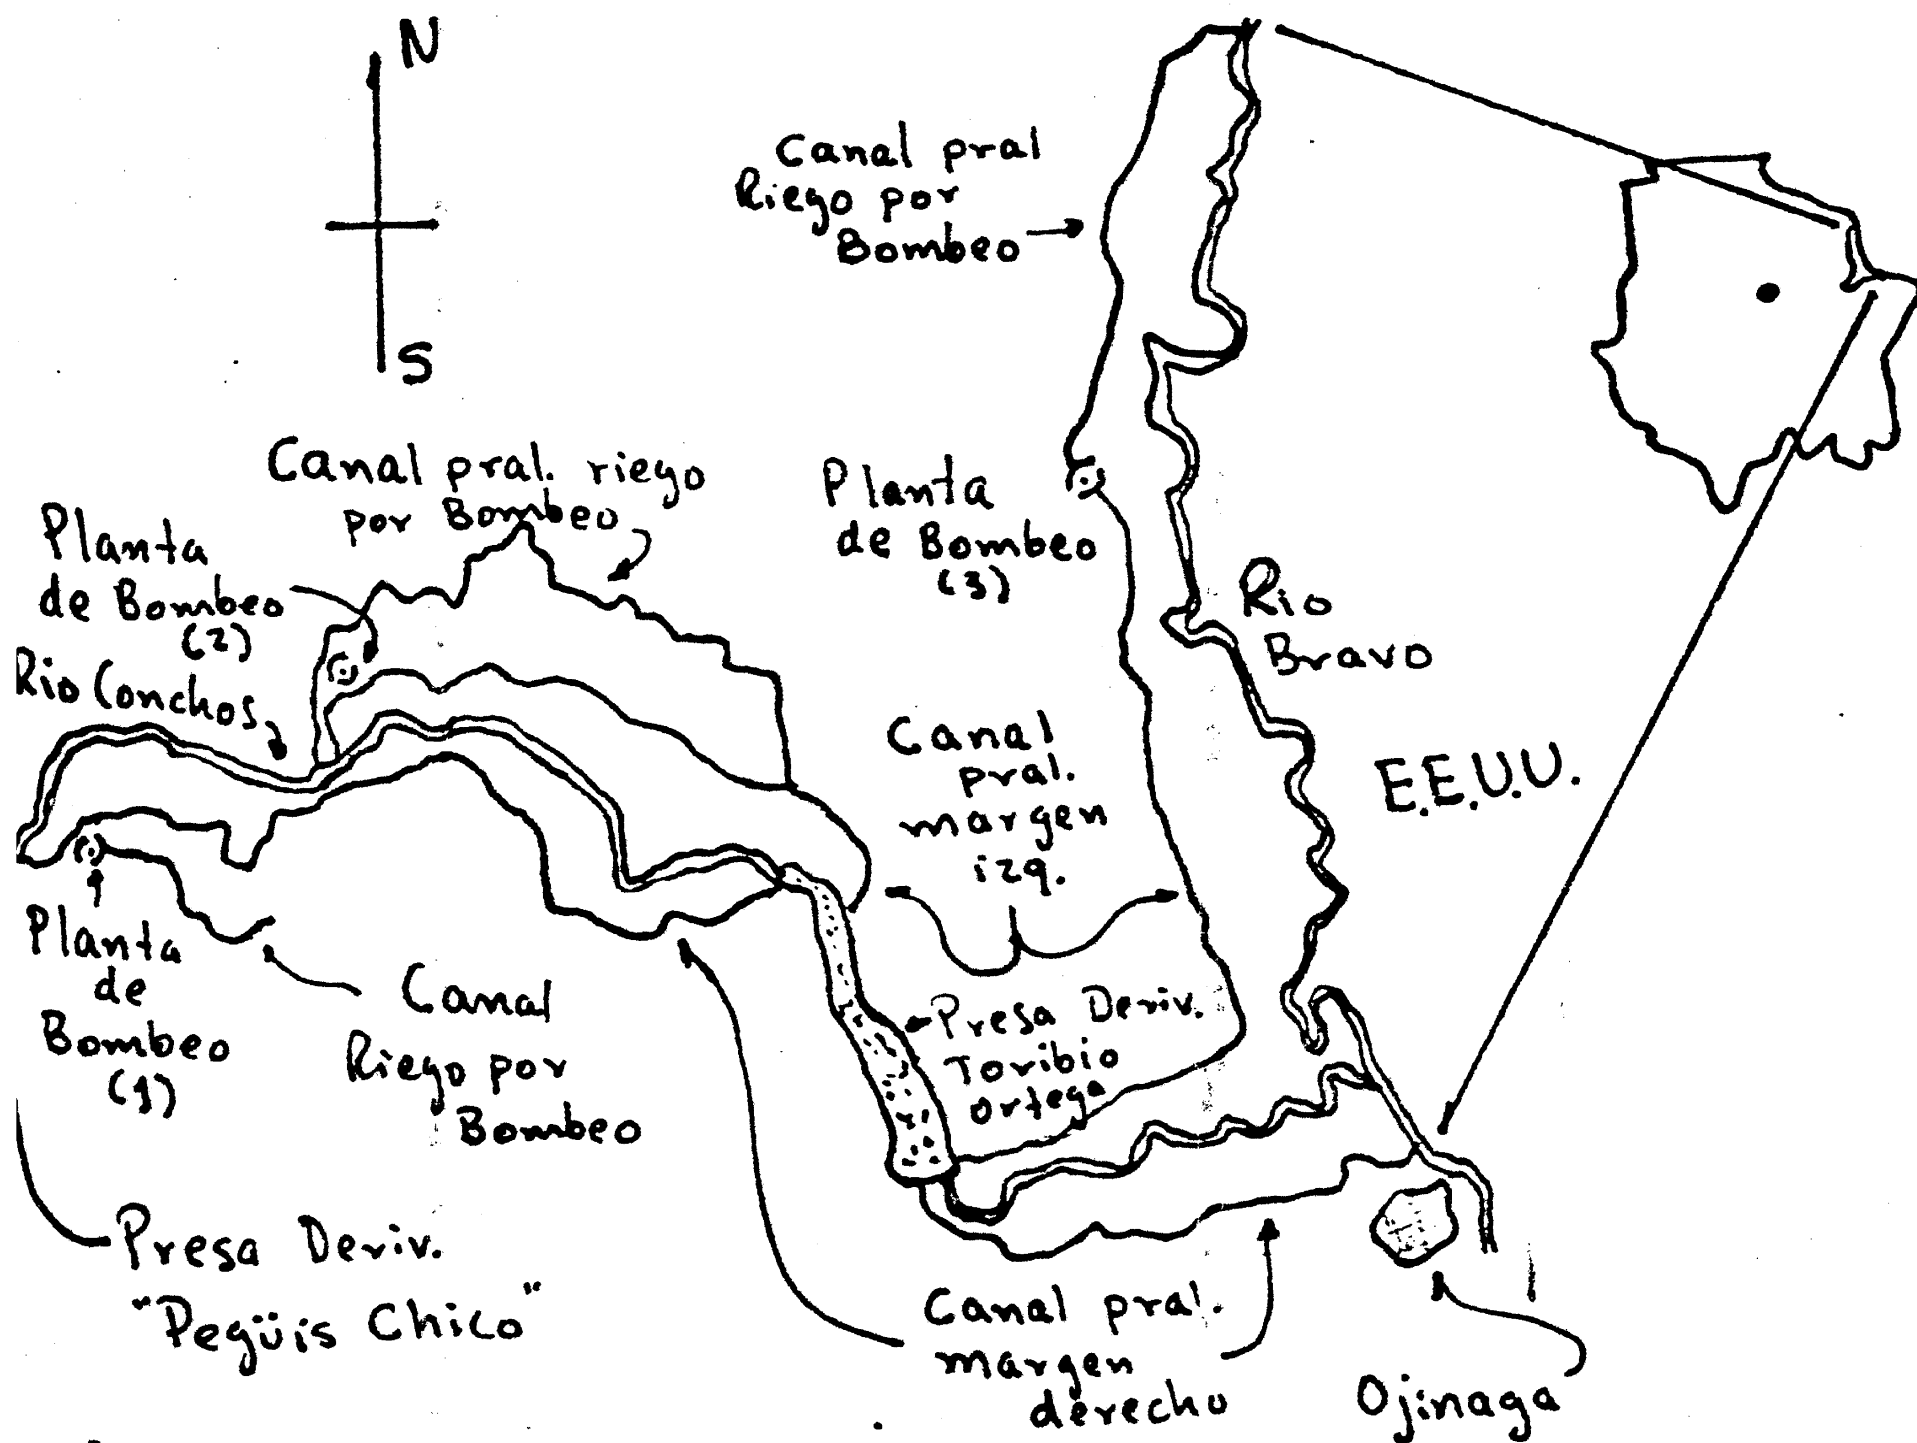 N
S
Canal pral
Riego por
Bombeo
Canal pral. riego
por Bombeo
Planta
de Bombeo
(2)
Rio Conchos
Planta
de Bombeo
(3)
Rio
Bravo
E.E.U.U.
Canal
pral.
margen
izq.
Planta
de
Bombeo
(1)
Canal
Riego por
Bombeo
Presa Deriv.
Toribio
Ortega
Presa Deriv.
"Pegüis Chico"
Canal pral.
margen
derecho
Ojinaga